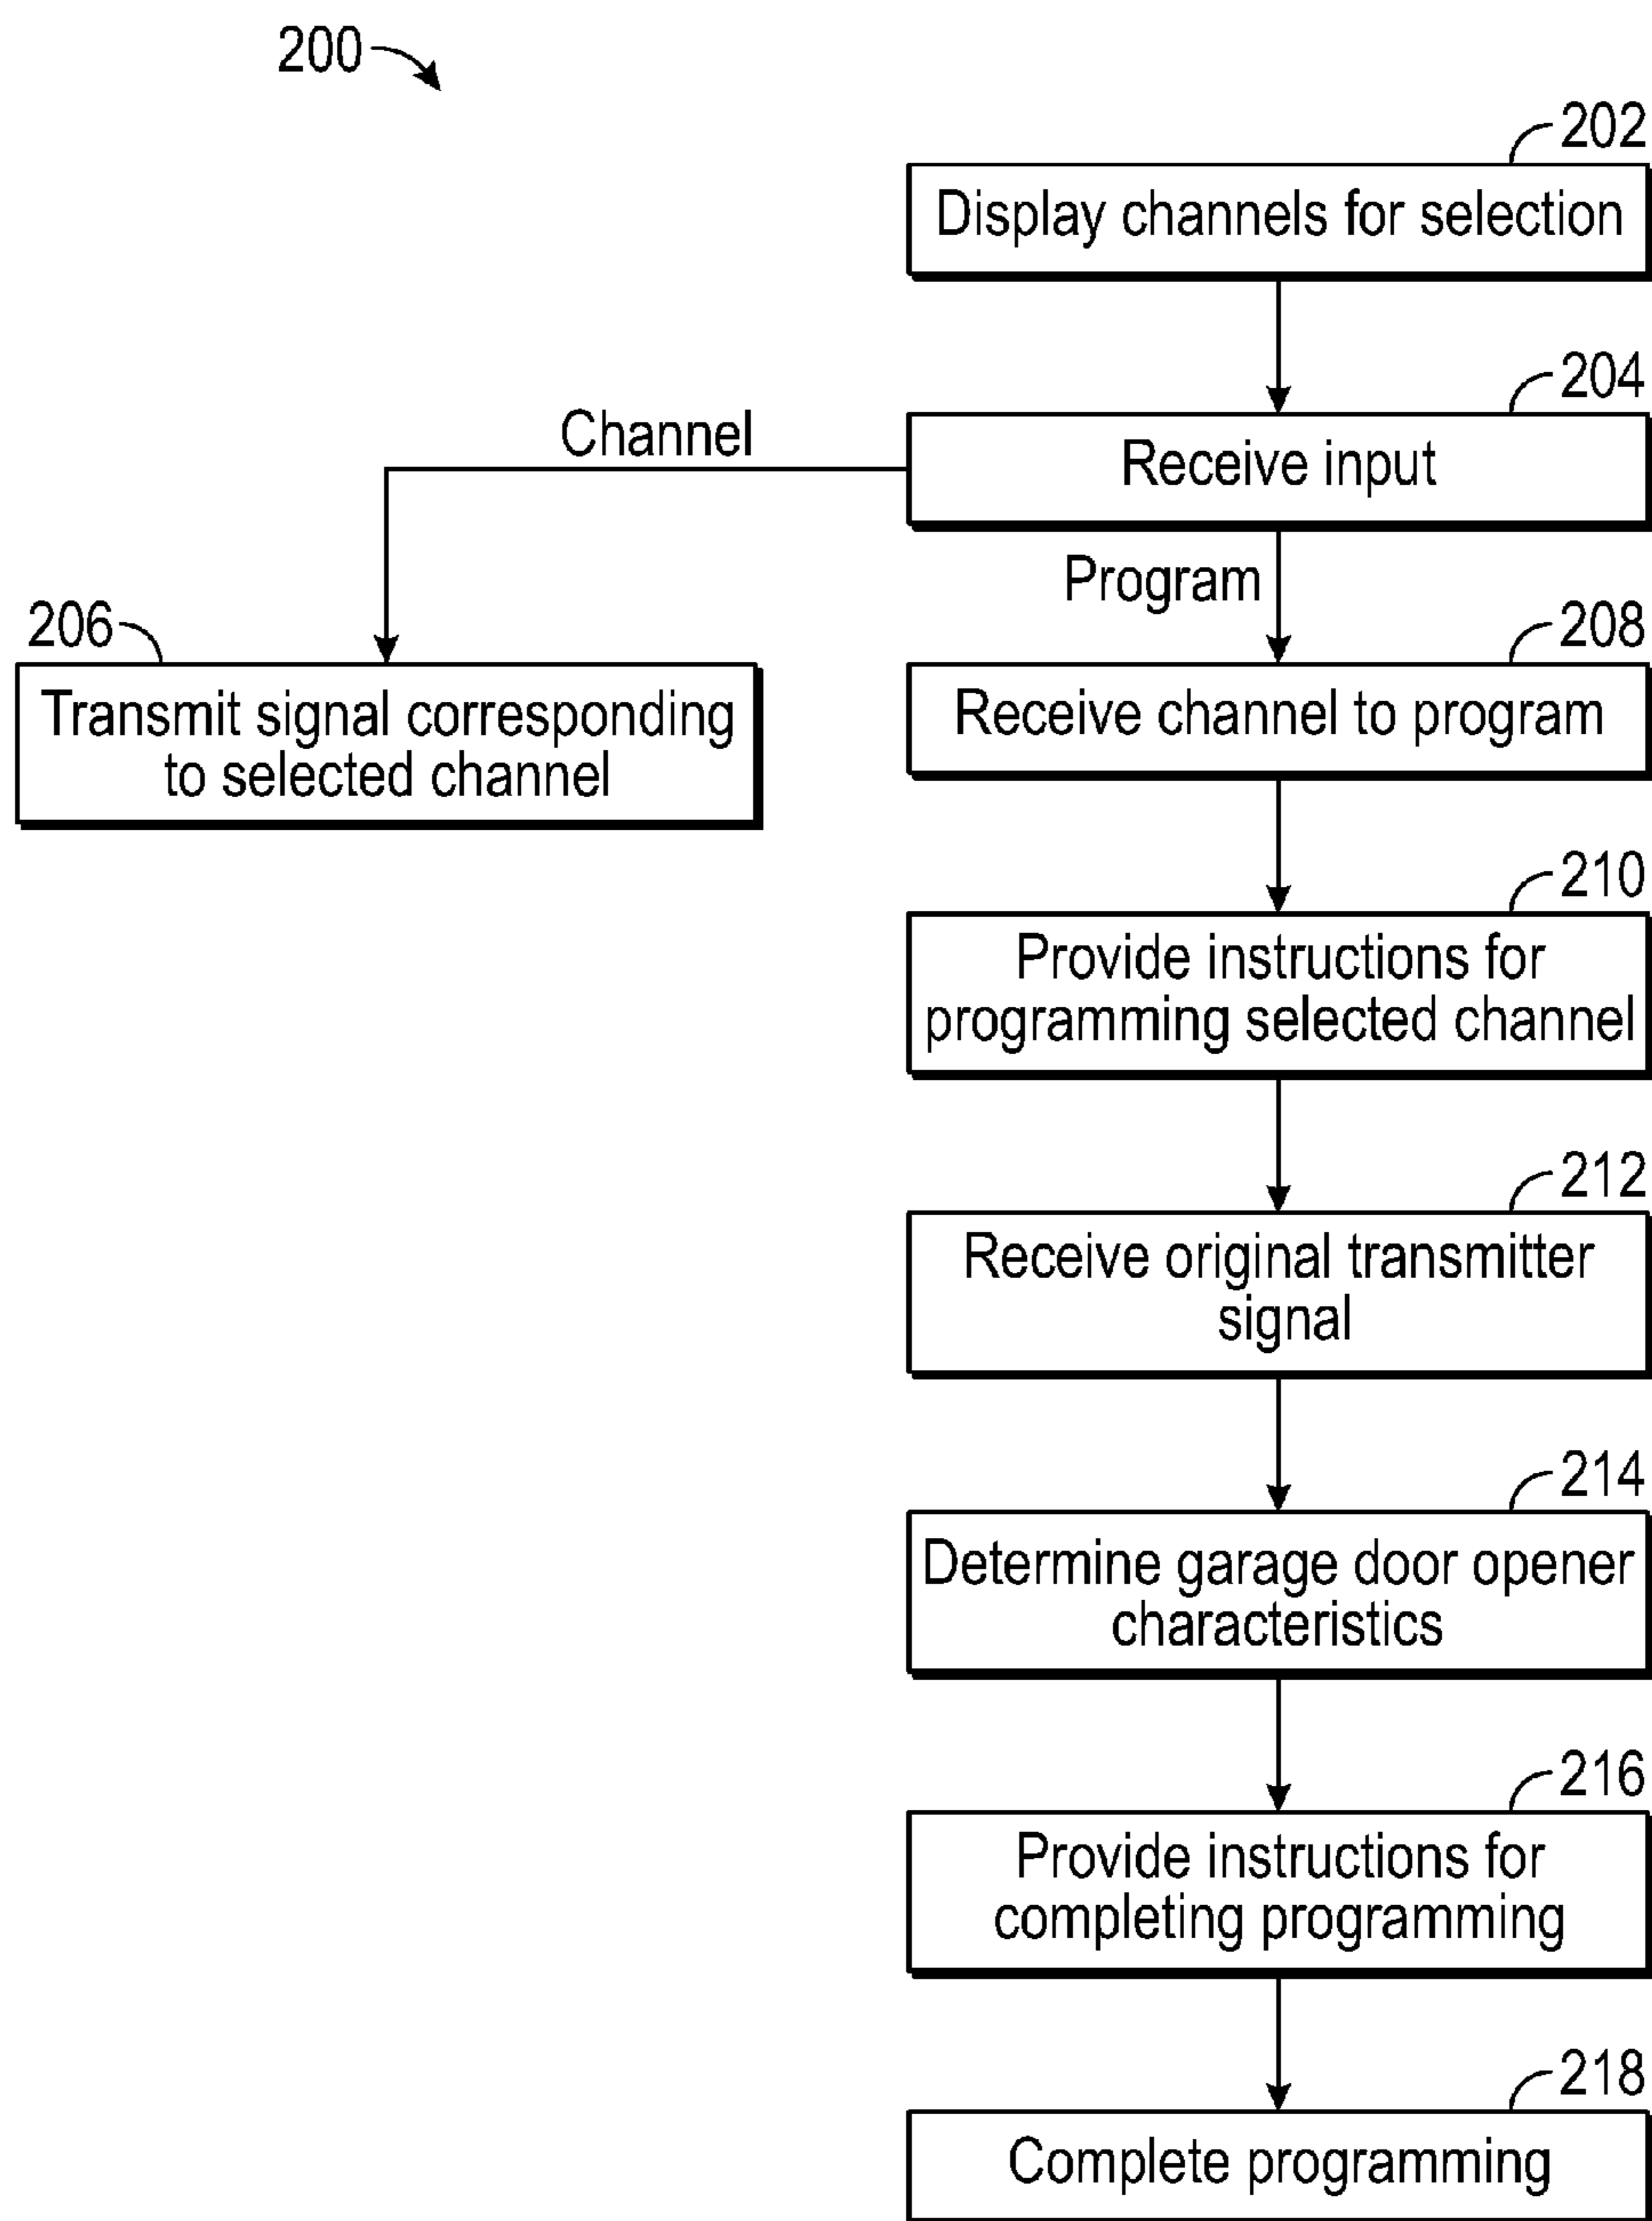 200
202
Display channels for selection
204
Channel
Receive input
Program
206
208
Transmit signal corresponding
to selected channel
Receive channel to program
210
Provide instructions for
programming selected channel
212
Receive original transmitter
signal
214
Determine garage door opener
characteristics
216
Provide instructions for
completing programming
218
Complete programming